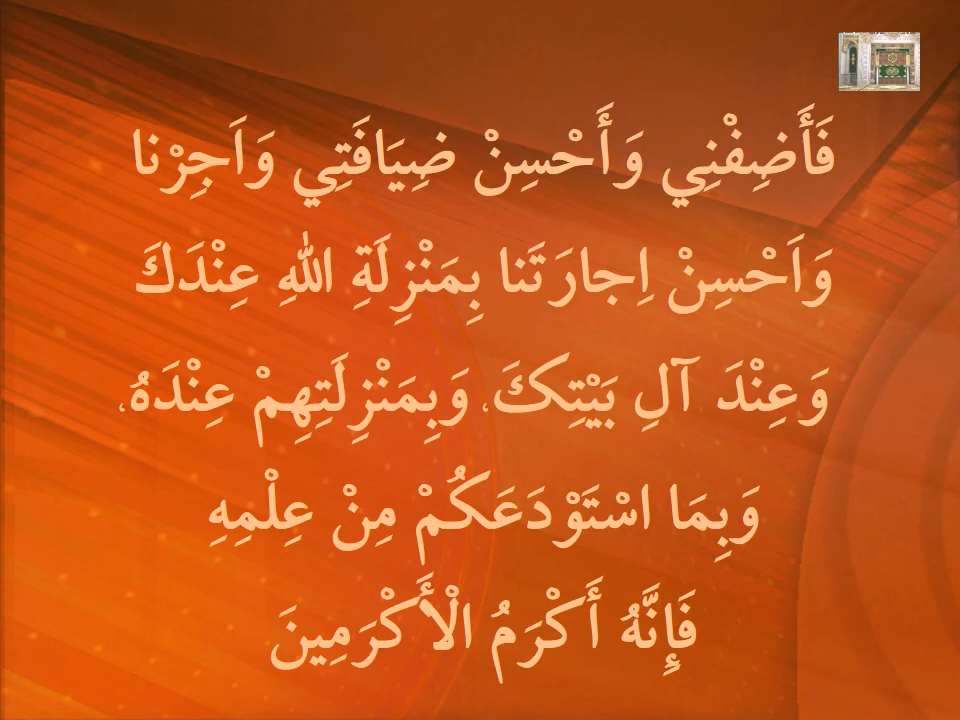 فَأَضِفْنِي وَأَحْسِنْ ضِيَافَتِي وَاَجِرْنا
وَاَحْسِنْ اِجارَتَنا بِمَنْزِلَةِ اللهِ عِنْدَكَ
وَعِنْدَ آلِ بَيْتِكَ، وَبِمَنْزِلَتِهِمْ عِنْدَهُ،
وَبِمَا اسْتَوْدَعَكُمْ مِنْ عِلْمِهِ
فَإِنَّهُ أَكْرَمُ الْأَكْرَمِينَ